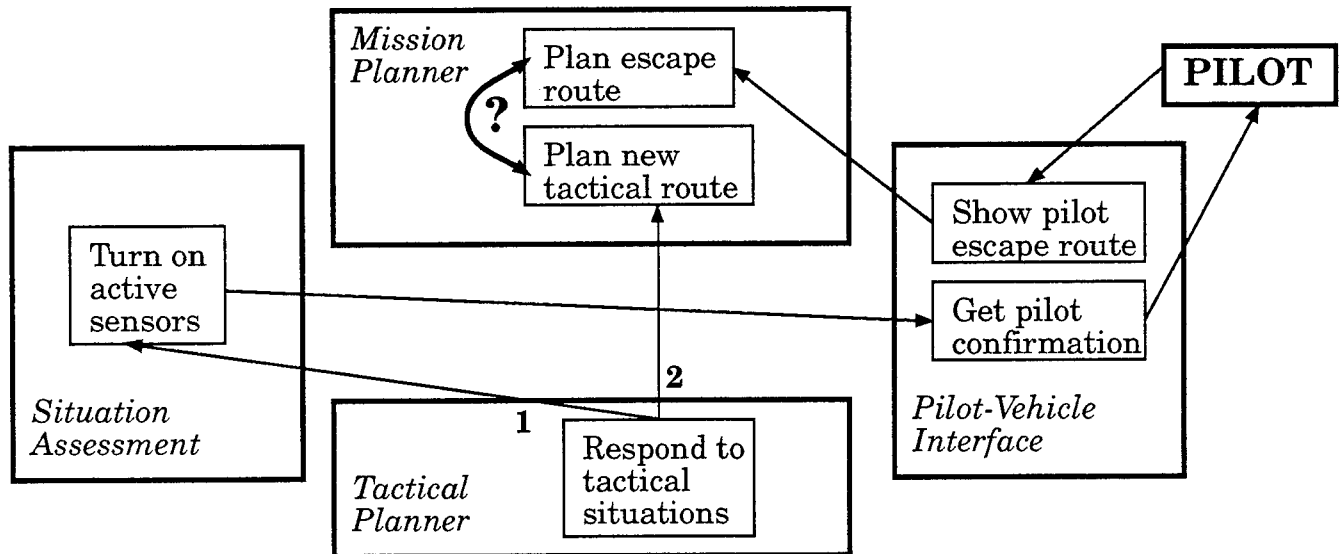 Mission
Planner
Plan escape
route
?
Plan new
tactical route
PILOT
Show pilot
escape route
Get pilot
confirmation
Pilot-Vehicle
Interface
Turn on
active
sensors
Situation
Assessment
1
2
Respond to
tactical
situations
Tactical
Planner